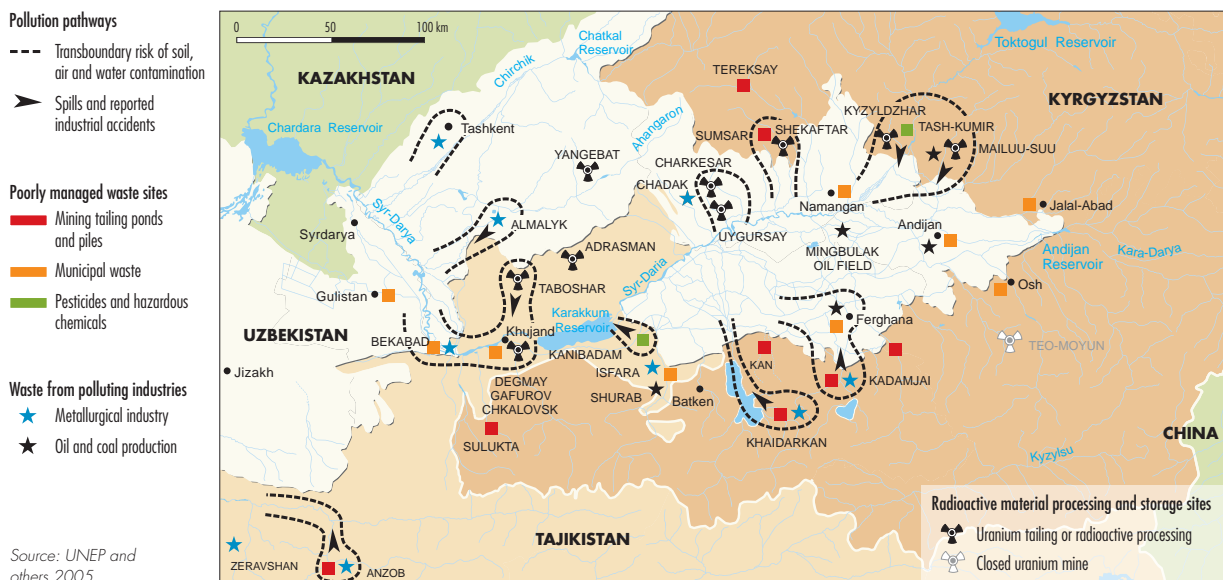 Pollution pathways
Transboundary risk of soil,
air and water contamination
Spills and reported
industrial accidents
Poorly managed waste sites
Mining tailing ponds
and piles
Municipal waste
Pesticides and hazardous
chemicals
Waste from polluting industries
Metallurgical industry
Oil and coal production
Source: UNEP and
others 2005
0 50 100 km
Chatkal
Reservoir
Toktogul Reservoir
KAZAKHSTAN
Chirchik
TEREKSAY
KYRGYZSTAN
Chardara Reservoir
Tashkent
Ahangaron
KYZYLDZHAR
SUMSAR
SHEKAFTAR
TASH-KUMIR
MAILUU-SUU
YANGEBAT
CHARKESAR
CHADAK
Namangan
Jalal-Abad
Syr-Darya
Syrdarya
ALMALYK
UYGURSAY
MINGBULAK
OIL FIELD
Andijan
Andijan
Reservoir
Kara-Darya
ADRASMAN
TABOSHAR
Syr-Daria
Osh
Gulistan
UZBEKISTAN
Karakkum
Reservoir
Ferghana
BEKABAD
Khujand
KANIBADAM
TEO-MOYUN
Jizakh
DEGMAY
GAFUROV
CHKALOVSK
ISFARA
SHURAB
Batken
KAN
KADAMJAI
SULUKTA
KHAIDARKAN
CHINA
Kyzylsu
TAJIKISTAN
ZERAVSHAN
ANZOB
Radioactive material processing and storage sites
Uranium tailing or radioactive processing
Closed uranium mine